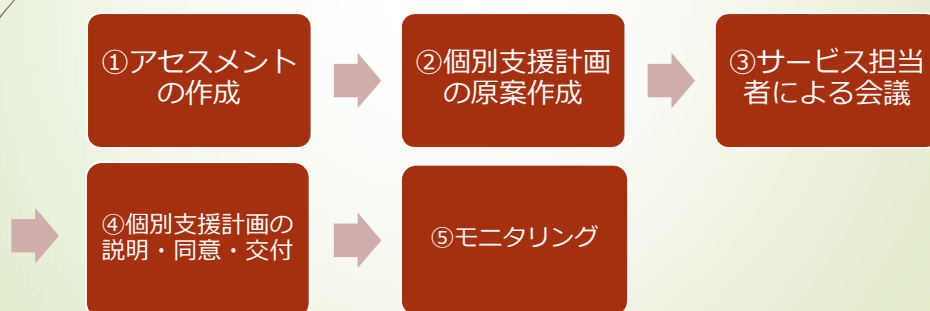 ①アセスメント
の作成
②個別支援計画
の原案作成
③サービス担当
者による会議
④個別支援計画の
説明・同意・交付
⑤モニタリング